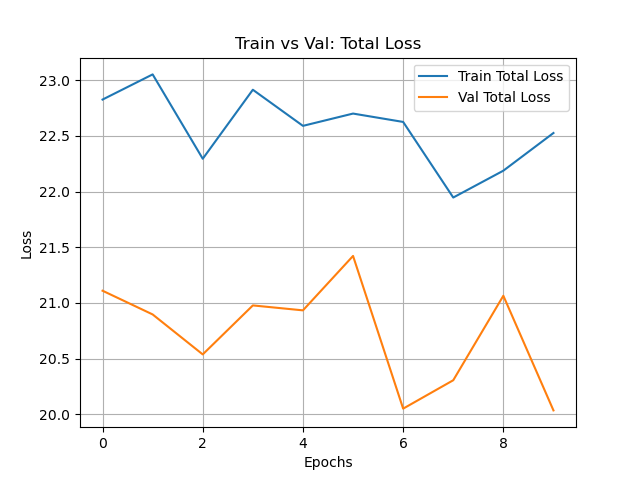 Train vs Val: Total Loss
Train Total Loss
Val Total Loss
23.0
22.5
22.0
21.5
21.0
20.5
20.0
Loss
0 2 4 6 8
Epochs